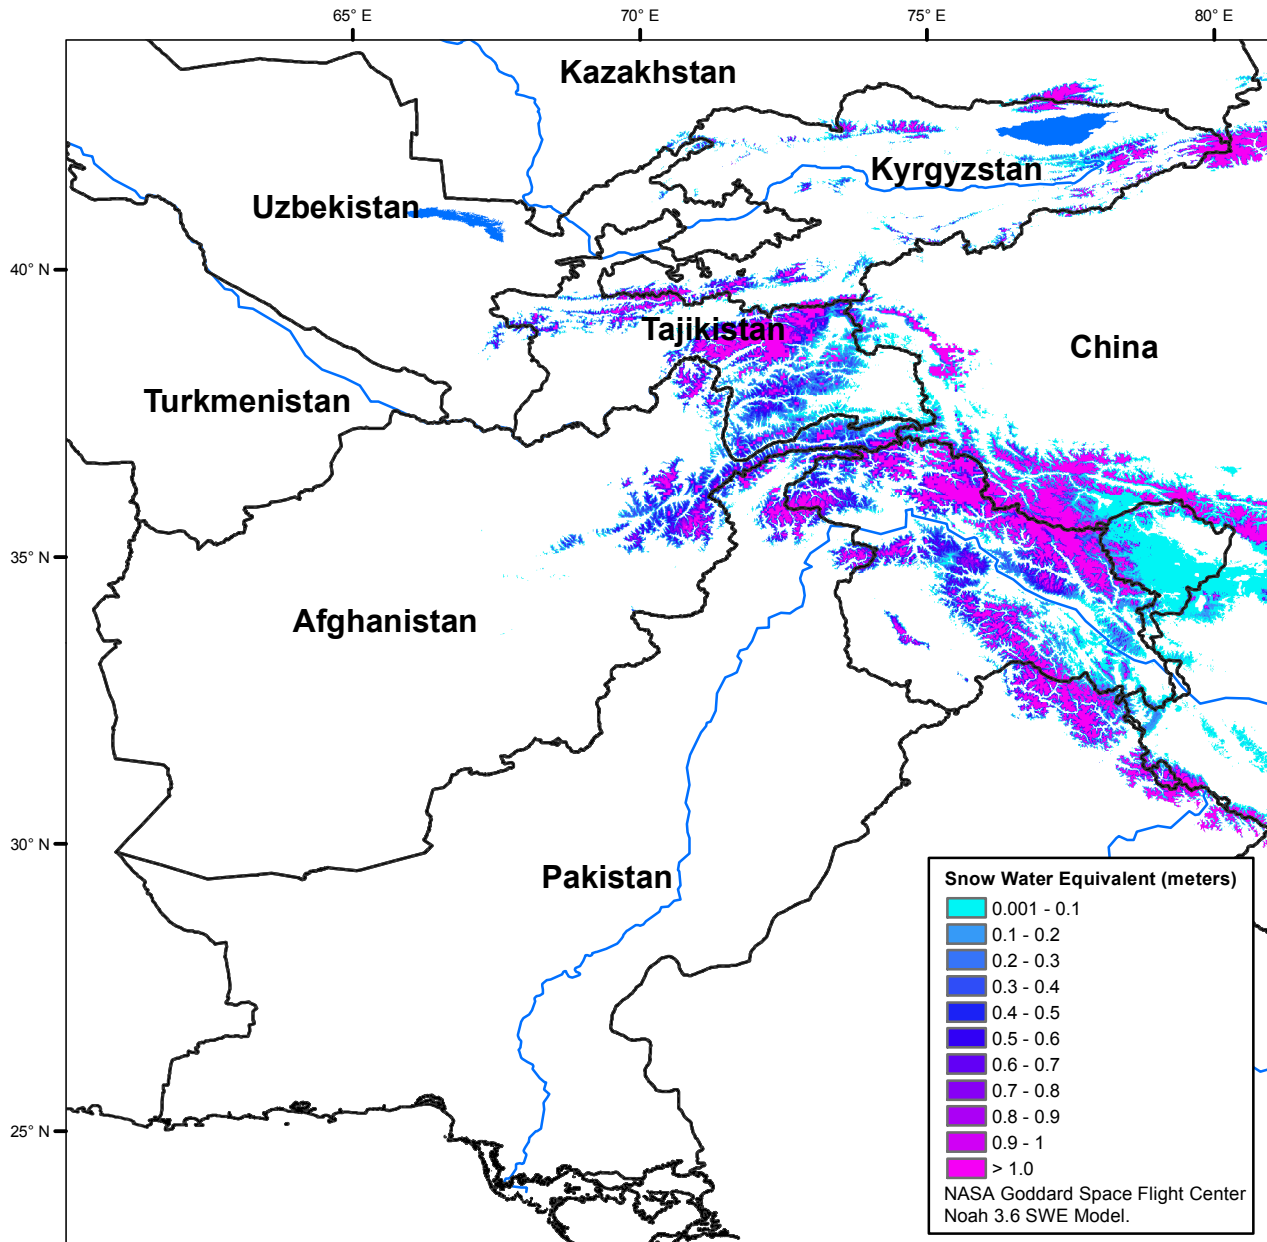 65° E
70° E
75° E
80° E
Kazakhstan
Kyrgyzstan
Uzbekistan
40° N
Tajikistan
China
Turkmenistan
35° N
Afghanistan
30° N
Pakistan
Snow Water Equivalent (meters)
0.001 - 0.1
0.1 - 0.2
0.2 - 0.3
0.3 - 0.4
0.4 - 0.5
0.5 - 0.6
0.6 - 0.7
0.7 - 0.8
0.8 - 0.9
0.9 - 1
> 1.0
NASA Goddard Space Flight Center
Noah 3.6 SWE Model.
25° N